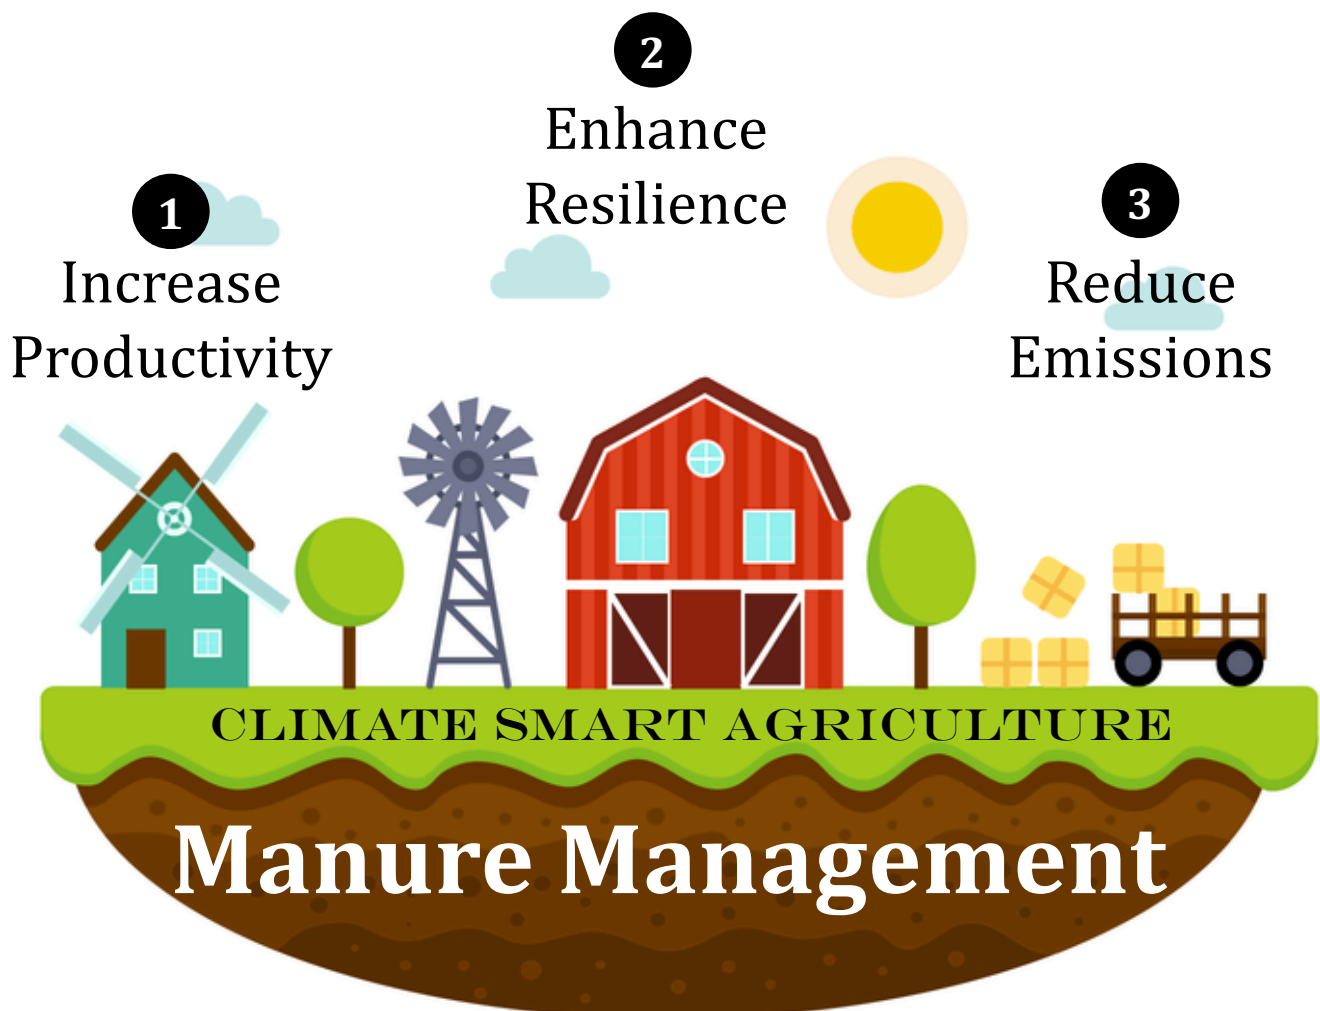 1
Increase
Productivity
2
Enhance
Resilience
3
Reduce
Emissions
CLIMATE SMART AGRICULTURE
Manure Management